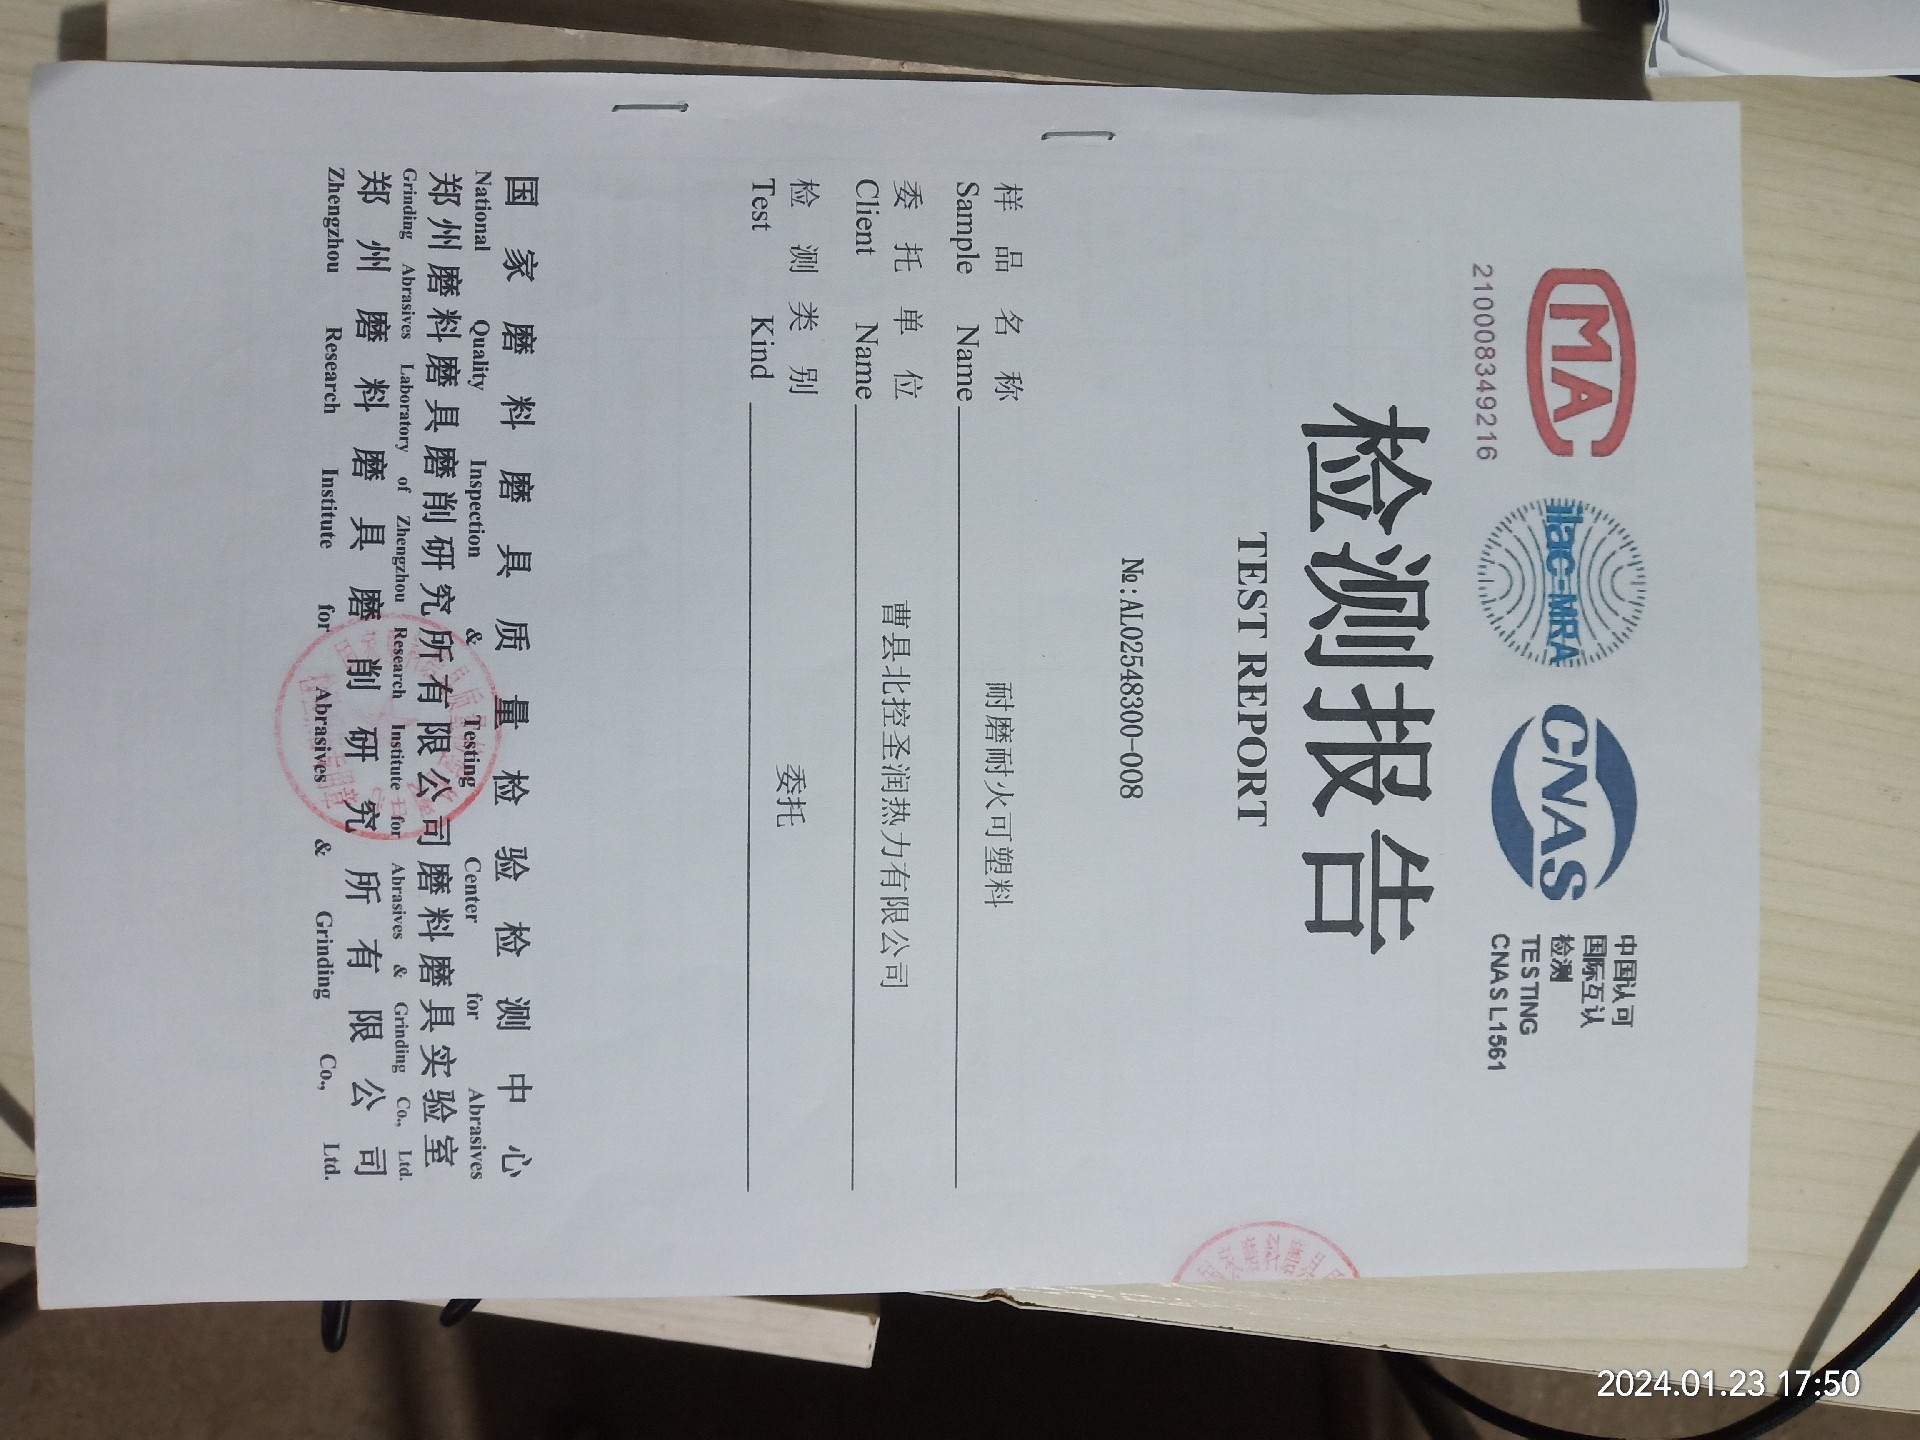 MA
ilac-MRA
CNAS
中国认可
国际互认
检测
TESTING
CNAS L1561
210008349216
检测报告
TEST REPORT
№:AL02548300-008
样品名称
Sample Name
耐磨耐火可塑料
委托单位
Client Name
曹县北控圣润热力有限公司
检测类别
Test Kind
委托
国家磨料磨具质量检验检测中心
National Quality Inspection & Testing Center for Abrasives
郑州磨料磨具磨削研究所有限公司磨料磨具实验室
Grinding Abrasives Laboratory of Zhengzhou Research Institute for Abrasives & Grinding Co., Ltd.
郑州磨料磨具磨削研究所有限公司
Zhengzhou Research Institute for Abrasives & Grinding Co., Ltd.
2024.01.23 17:50